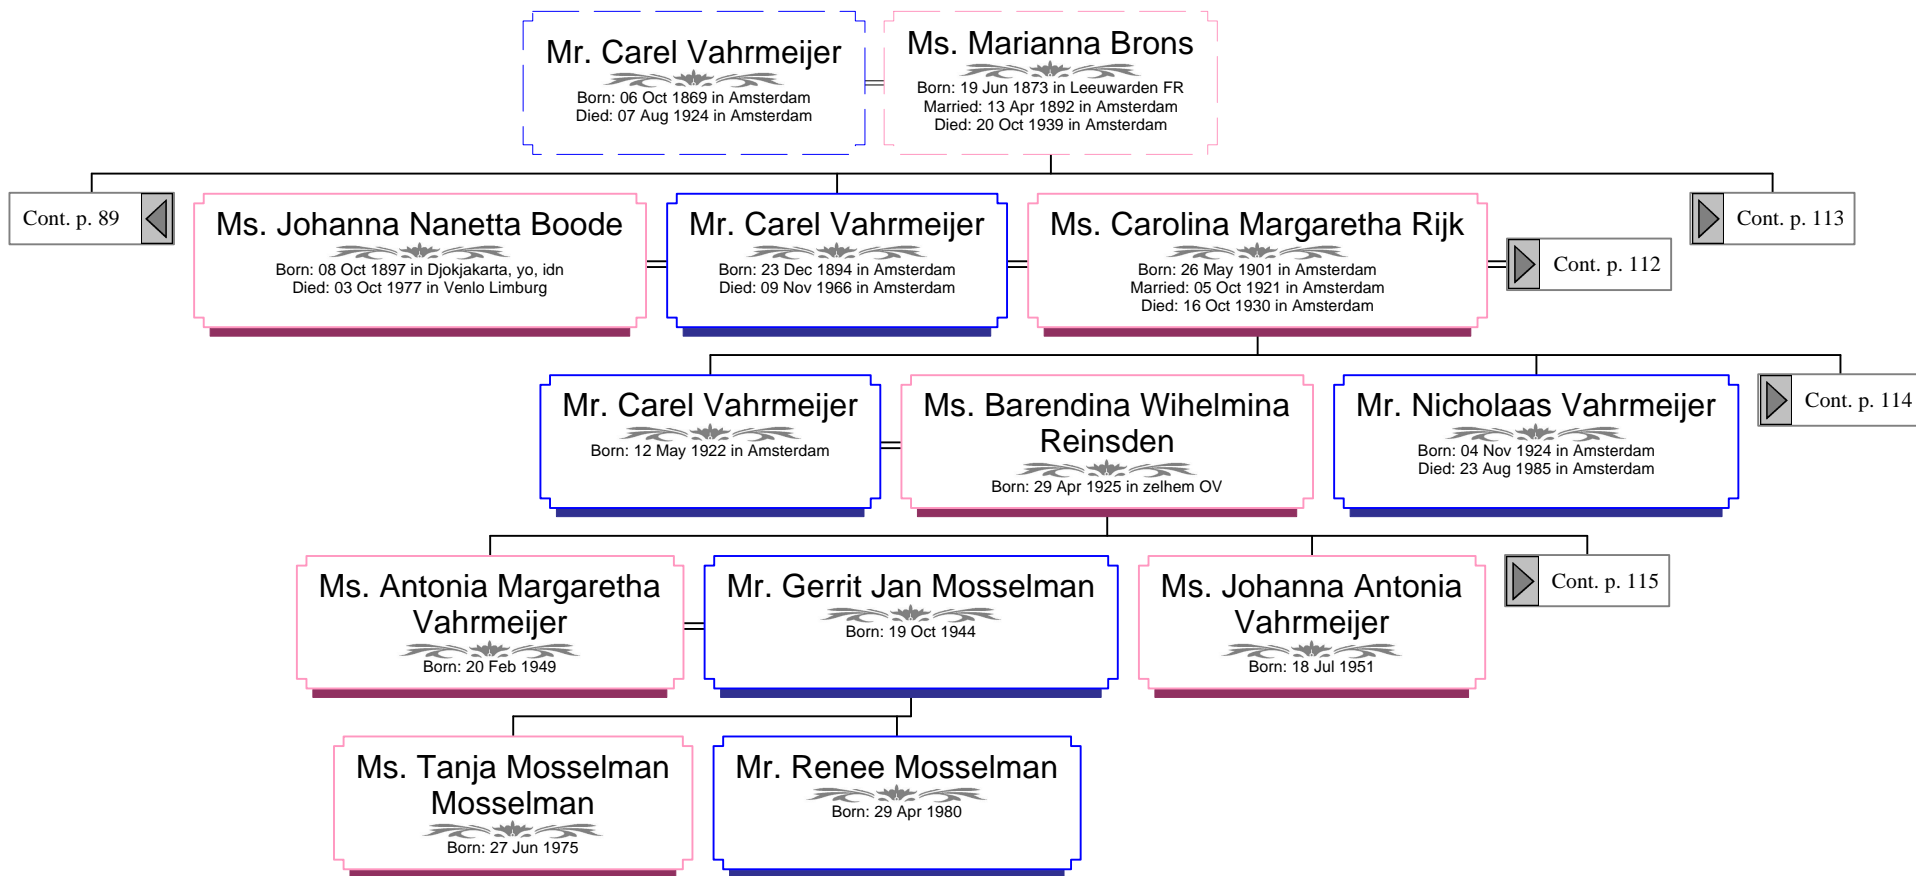 Mr. Carel Vahrmeijer
Born: 06 Oct 1869 in Amsterdam
Died: 07 Aug 1924 in Amsterdam
Ms. Marianna Brons
Born: 19 Jun 1873 in Leeuwarden FR
Married: 13 Apr 1892 in Amsterdam
Died: 20 Oct 1939 in Amsterdam
Cont. p. 89
Ms. Johanna Nanetta Boode
Born: 08 Oct 1897 in Djokjakarta, yo, idn
Died: 03 Oct 1977 in Venlo Limburg
Mr. Carel Vahrmeijer
Born: 23 Dec 1894 in Amsterdam
Died: 09 Nov 1966 in Amsterdam
Ms. Carolina Margaretha Rijk
Born: 26 May 1901 in Amsterdam
Married: 05 Oct 1921 in Amsterdam
Died: 16 Oct 1930 in Amsterdam
Cont. p. 112
Cont. p. 113
Mr. Carel Vahrmeijer
Born: 12 May 1922 in Amsterdam
Ms. Barendina Wihelmina
Reinsden
Born: 29 Apr 1925 in zelhem OV
Mr. Nicholaas Vahrmeijer
Born: 04 Nov 1924 in Amsterdam
Died: 23 Aug 1985 in Amsterdam
Cont. p. 114
Ms. Antonia Margaretha
Vahrmeijer
Born: 20 Feb 1949
Mr. Gerrit Jan Mosselman
Born: 19 Oct 1944
Ms. Johanna Antonia
Vahrmeijer
Born: 18 Jul 1951
Cont. p. 115
Ms. Tanja Mosselman
Mosselman
Born: 27 Jun 1975
Mr. Renee Mosselman
Born: 29 Apr 1980